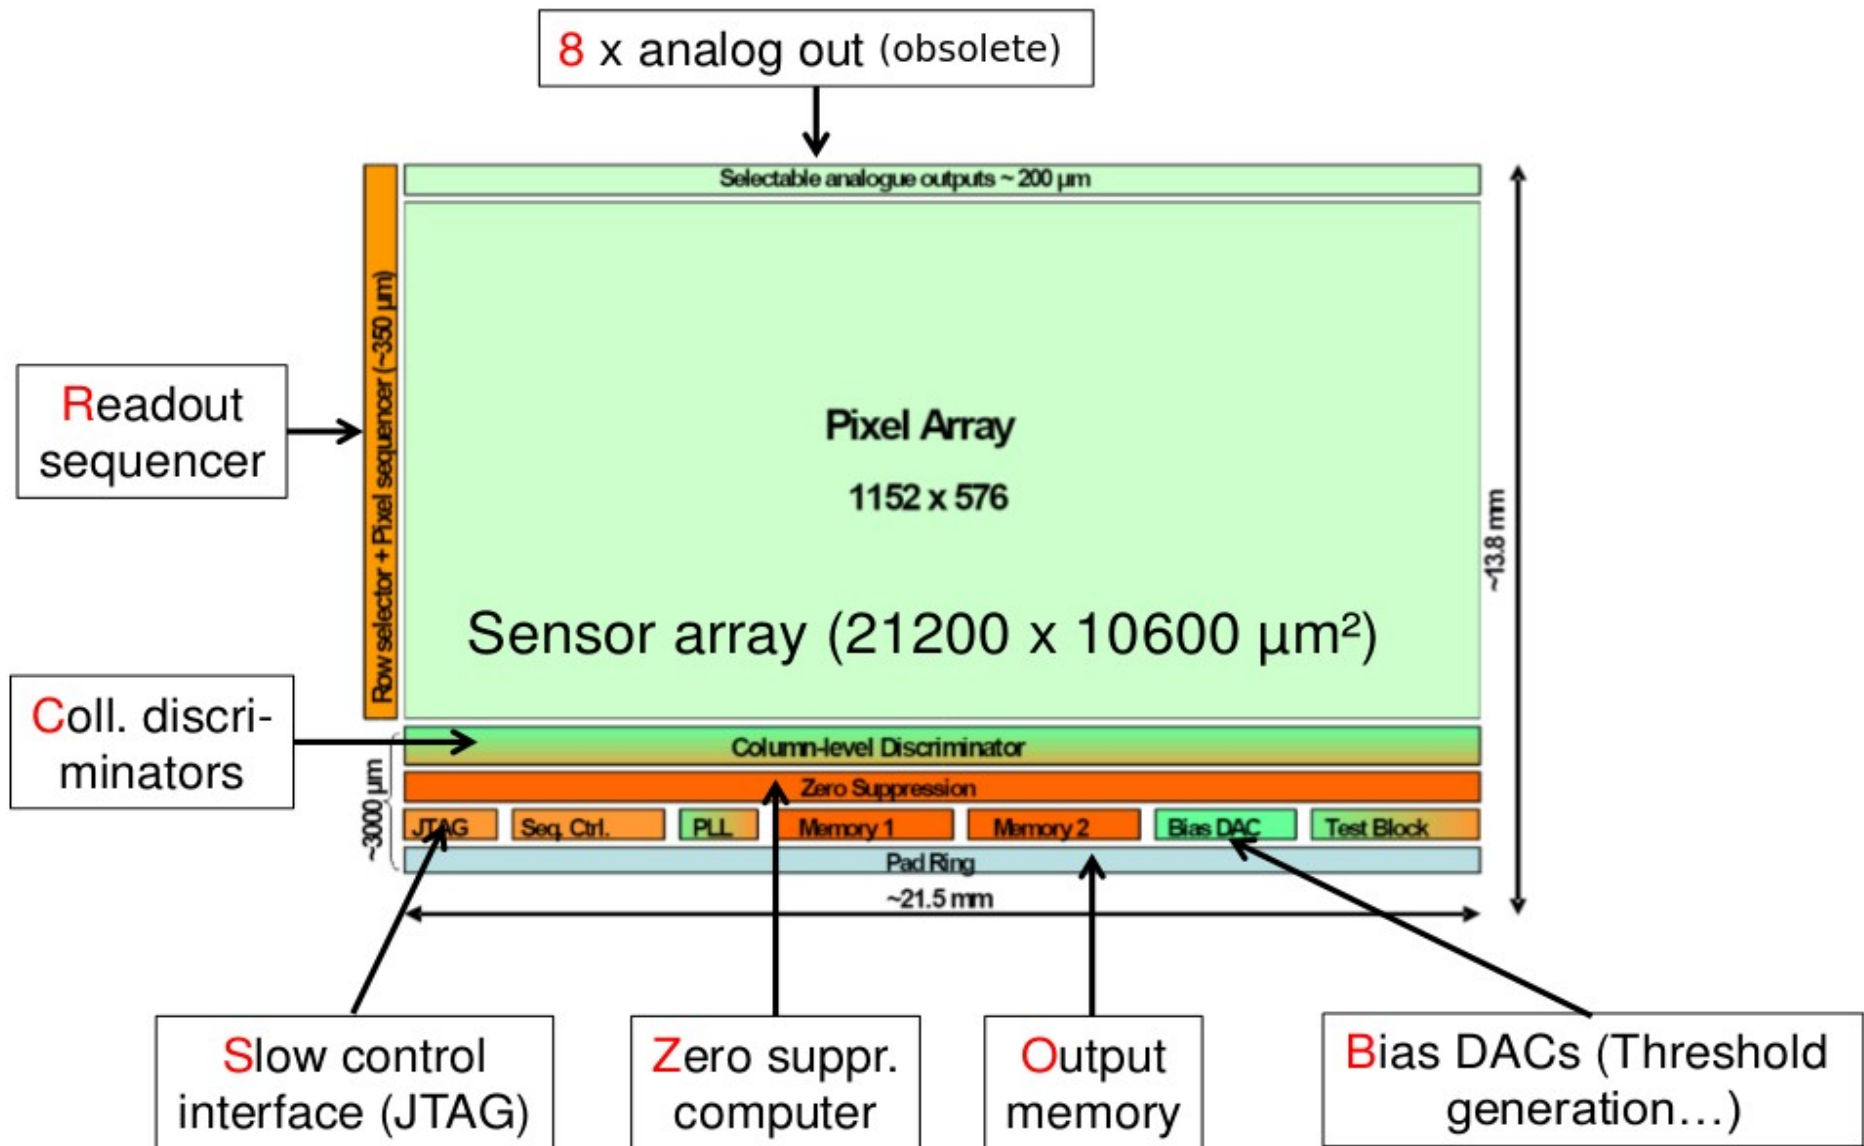 8 x analog out (obsolete)
Selectable analogue outputs ~ 200 µm
Row selector + Pixel sequencer (~350 µm)
Readout
sequencer
Pixel Array
1152 x 576
~13.8 mm
Sensor array (21200 x 10600 µm²)
Coll. discri-
minators
Column-level Discriminator
Zero Suppression
~3000 µm
JTAG
Seq. Ctrl.
PLL
Memory 1
Memory 2
Bias DAC
Test Block
Pad Ring
~21.5 mm
Slow control
interface (JTAG)
Zero suppr.
computer
Output
memory
Bias DACs (Threshold
generation…)